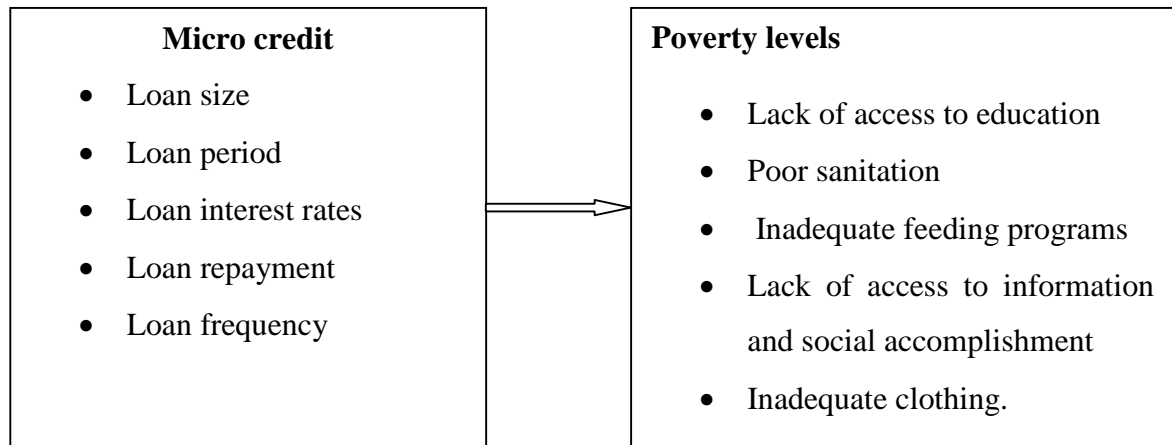 Micro credit
• Loan size
• Loan period
• Loan interest rates
• Loan repayment
• Loan frequency
Poverty levels
• Lack of access to education
• Poor sanitation
• Inadequate feeding programs
• Lack of access to information
and social accomplishment
• Inadequate clothing.